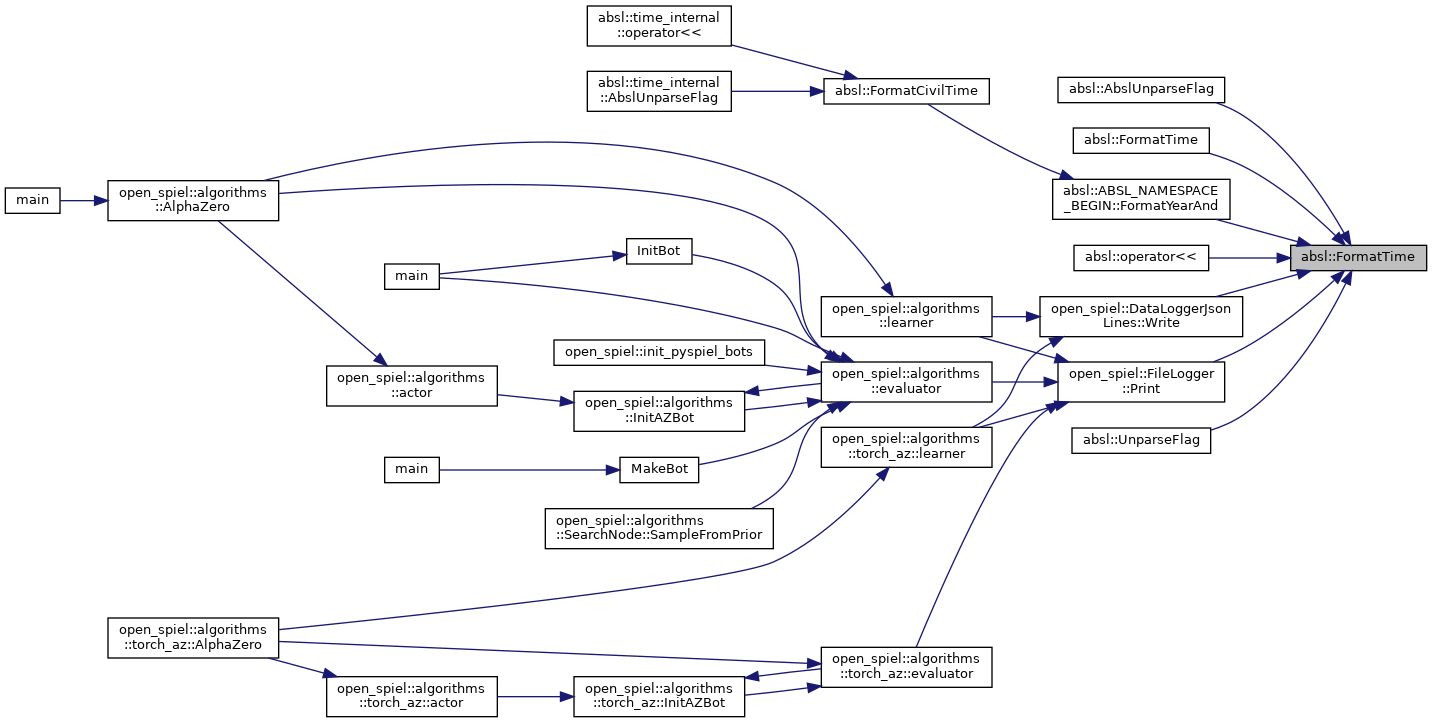 absl::time_internal
::operator<<
absl::time_internal
::AbslUnparseFlag
absl::FormatCivilTime
absl::AbslUnparseFlag
absl::FormatTime
absl::ABSL_NAMESPACE
_BEGIN::FormatYearAnd
main
open_spiel::algorithms
::AlphaZero
InitBot
main
absl::operator<<
absl::FormatTime
open_spiel::algorithms
::learner
open_spiel::DataLoggerJson
Lines::Write
open_spiel::init_pyspiel_bots
open_spiel::algorithms
::actor
open_spiel::algorithms
::InitAZBot
open_spiel::algorithms
::evaluator
open_spiel::FileLogger
::Print
open_spiel::algorithms
::torch_az::learner
absl::UnparseFlag
main
MakeBot
open_spiel::algorithms
::SearchNode::SampleFromPrior
open_spiel::algorithms
::torch_az::AlphaZero
open_spiel::algorithms
::torch_az::actor
open_spiel::algorithms
::torch_az::InitAZBot
open_spiel::algorithms
::torch_az::evaluator